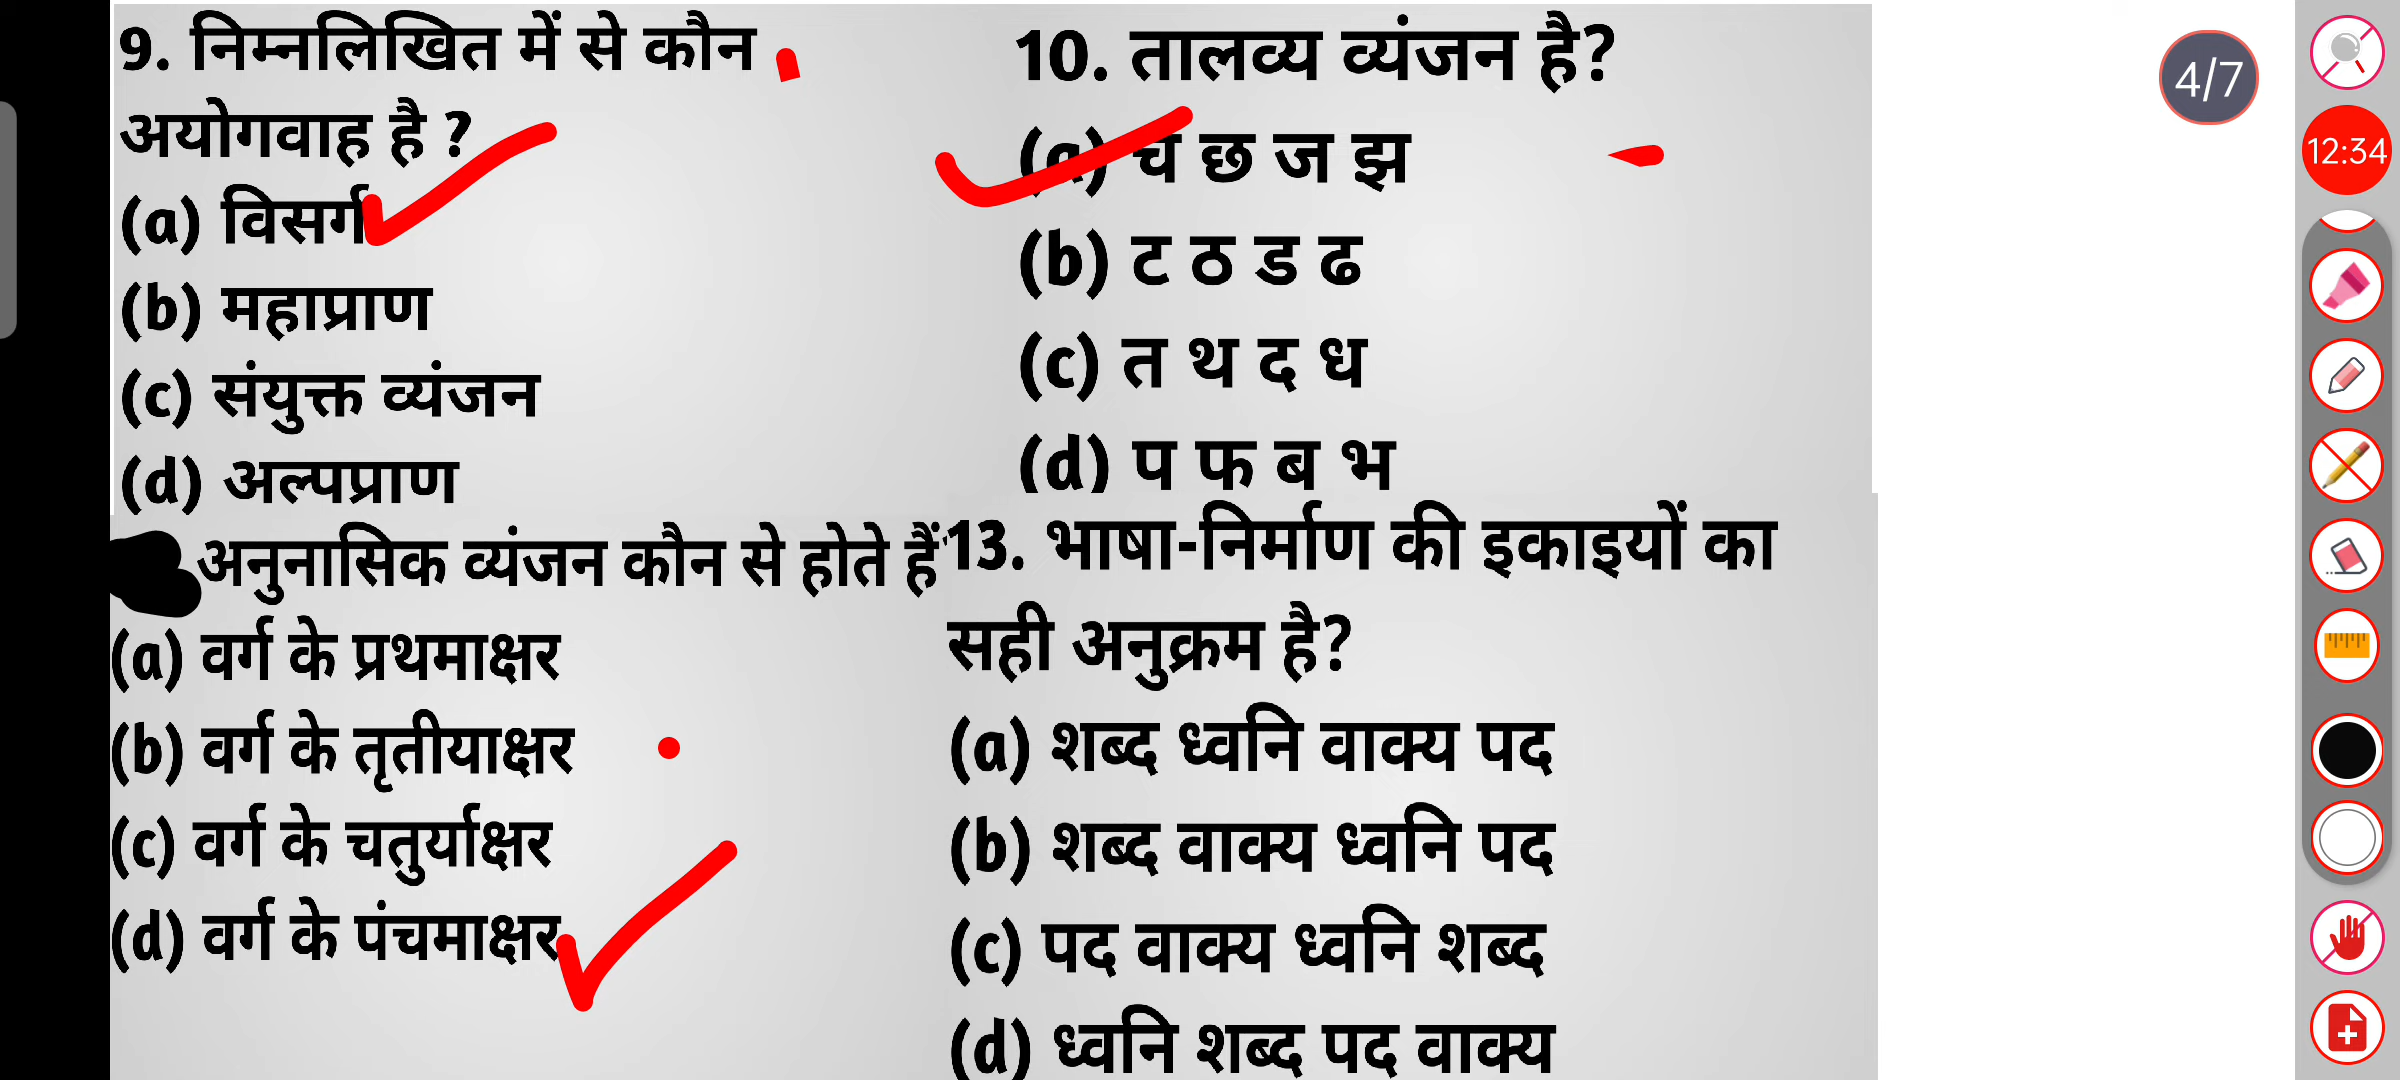 9. निम्नलिखित में से कौन
अयोगवाह है ?
(a) विसर्ग
(b) महाप्राण
(c) संयुक्त व्यंजन
(d) अल्पप्राण
10. तालव्य व्यंजन है?
(a) च छ ज झ
(b) ट ठ ड ढ
(c) त थ द ध
(d) प फ ब भ
अनुनासिक व्यंजन कौन से होते हैं
(a) वर्ग के प्रथमाक्षर
(b) वर्ग के तृतीयाक्षर
(c) वर्ग के चतुर्याक्षर
(d) वर्ग के पंचमाक्षर
13. भाषा-निर्माण की इकाइयों का
सही अनुक्रम है?
(a) शब्द ध्वनि वाक्य पद
(b) शब्द वाक्य ध्वनि पद
(c) पद वाक्य ध्वनि शब्द
(d) ध्वनि शब्द पद वाक्य
4/7
12:34